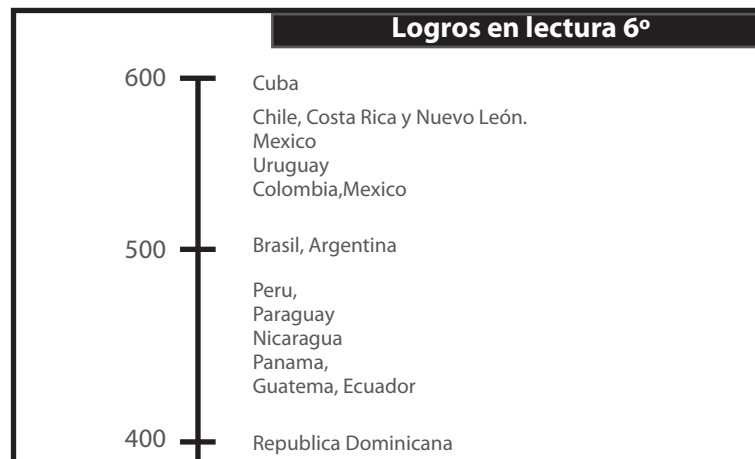 Logros en lectura 6º
600
Cuba
Chile, Costa Rica y Nuevo León.
Mexico
Uruguay
Colombia,Mexico
500
Brasil, Argentina
Peru,
Paraguay
Nicaragua
Panama,
Guatema, Ecuador
400
Republica Dominicana